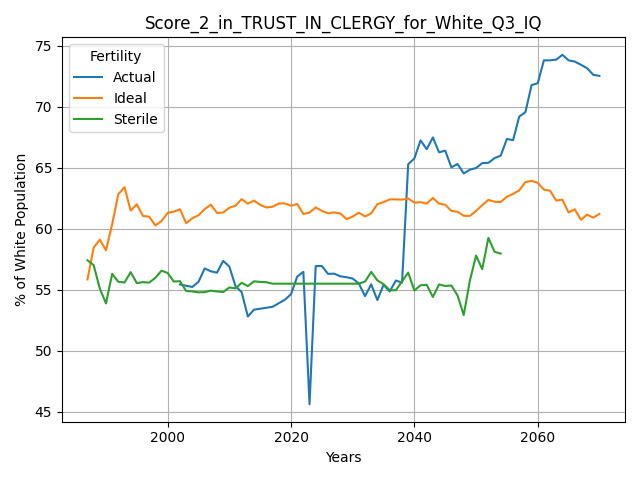 Score_2_in_TRUST_IN_CLERGY_for_White_Q3_IQ
Fertility
Actual
Ideal
Sterile
% of White Population
75
70
65
60
55
50
45
2000
2020
2040
2060
Years